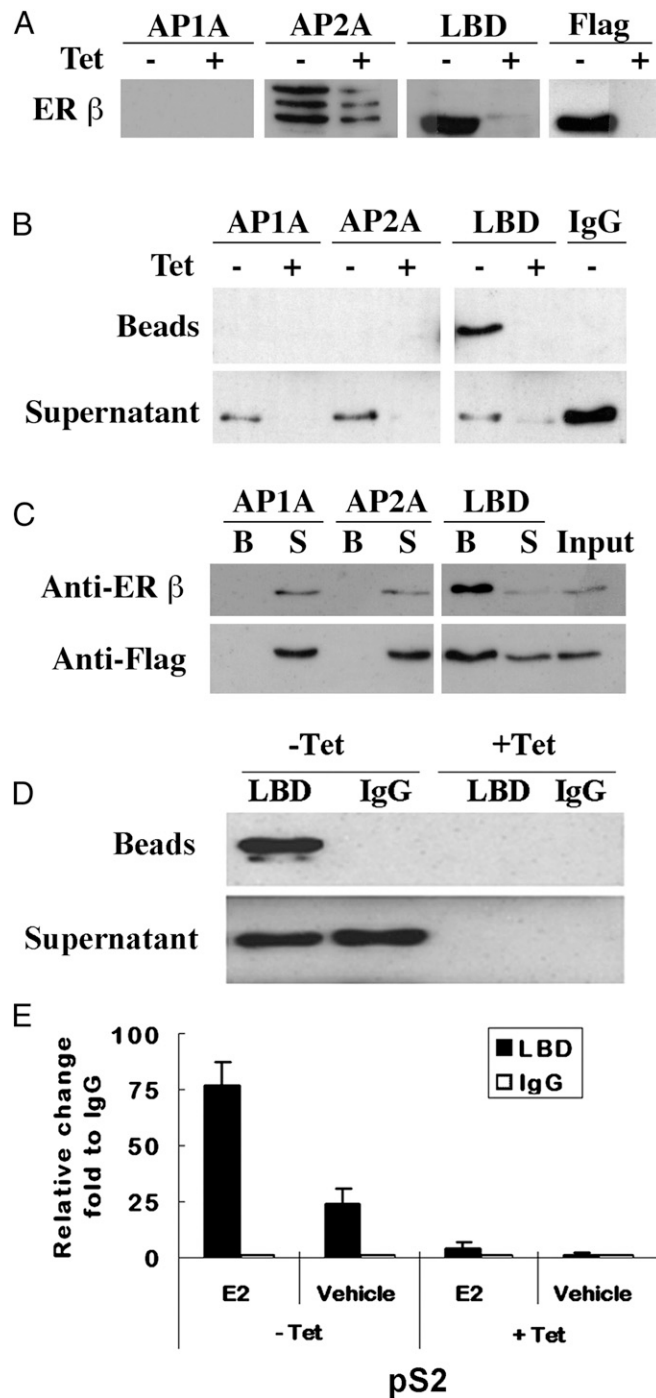 A
AP1A AP2A LBD Flag
Tet - + - + - + - +
ER β
B
AP1A AP2A LBD IgG
Tet - + - + - + -
Beads
Supernatant
C
AP1A AP2A LBD
B S B S B S Input
Anti-ER β
Anti-Flag
D
-Tet +Tet
LBD IgG LBD IgG
Beads
Supernatant
E
Relative change
fold to IgG
100
75
50
25
0
LBD
IgG
E2 Vehicle E2 Vehicle
- Tet + Tet
pS2